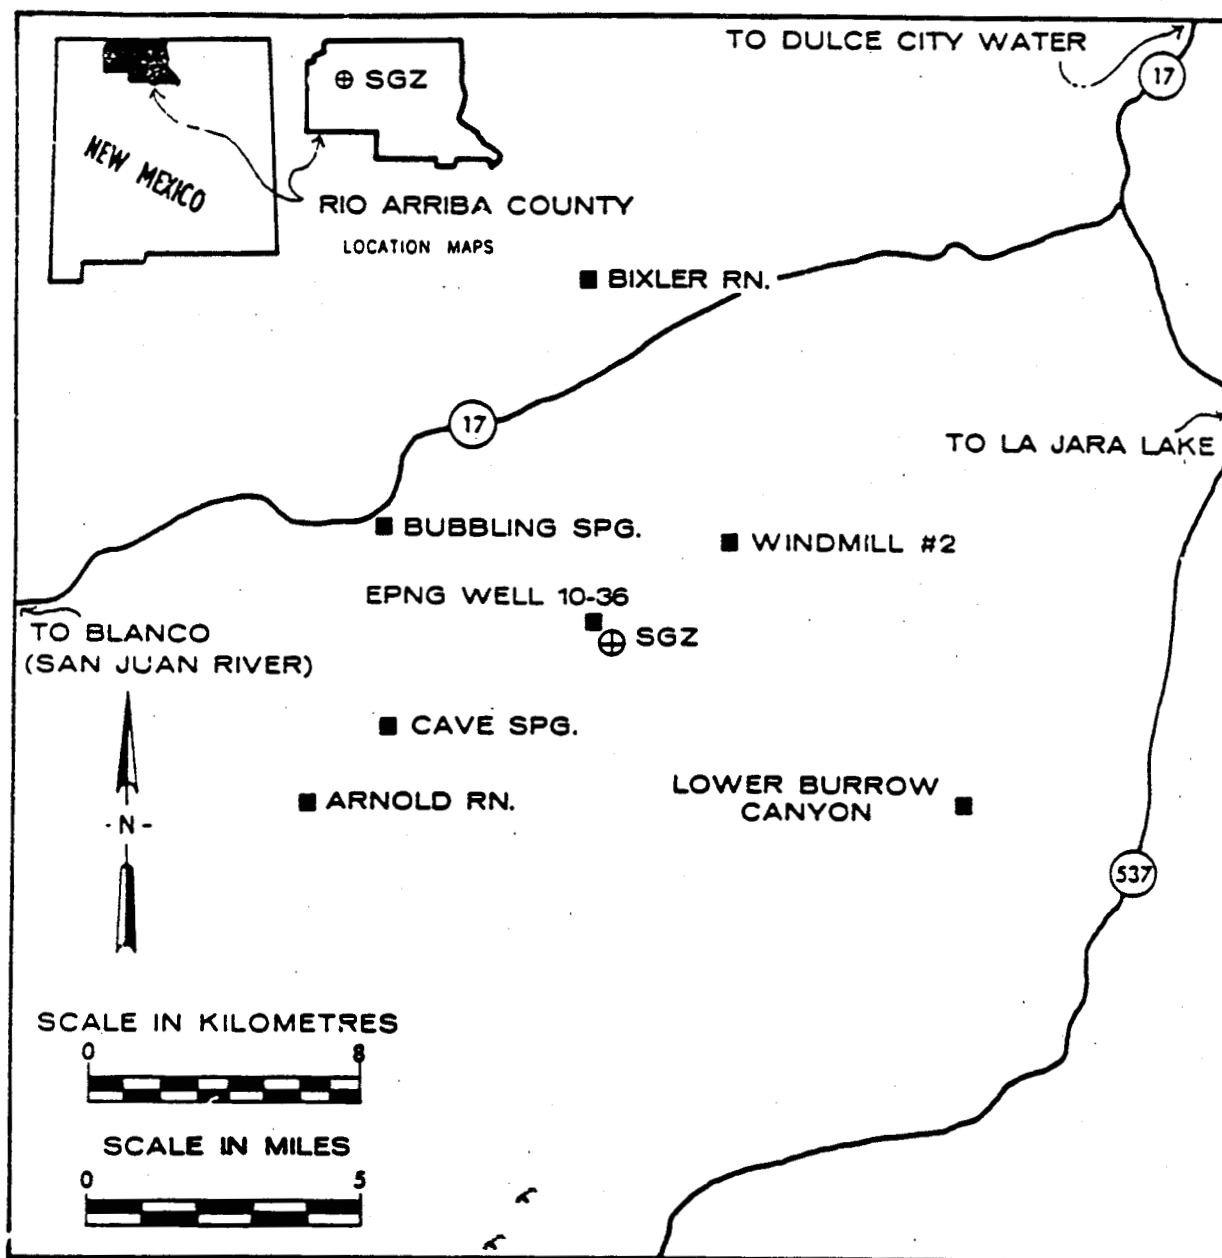 TO DULCE CITY WATER
17
⊕ SGZ
NEW MEXICO
RIO ARRIBA COUNTY
LOCATION MAPS
BIXLER RN.
17
TO LA JARA LAKE
BUBBLING SPG.
WINDMILL #2
EPNG WELL 10-36
SGZ
TO BLANCO
(SAN JUAN RIVER)
CAVE SPG.
LOWER BURROW
CANYON
ARNOLD RN.
-N-
537
SCALE IN KILOMETRES
0 8
SCALE IN MILES
0 5